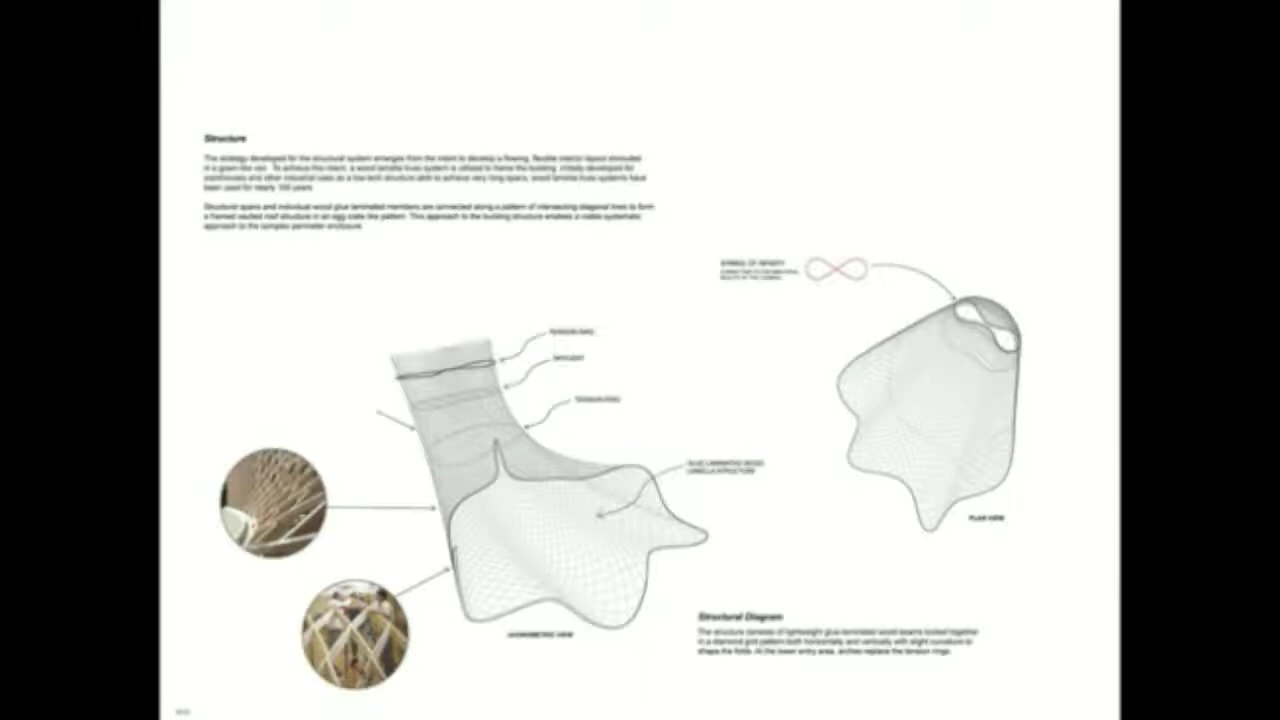 Structure
The strategy developed for the structural system emerges from the intent to develop a flowing, flexible interior layout shrouded
in a gown like veil. To achieve this intent, a wood lamella truss system is utilized to frame the building. Initially developed for
warehouses and other industrial uses as a low tech structure able to achieve very long spans, wood lamella truss systems have
been used for nearly 100 years.
Structural spans and individual wood glue laminated members are connected along a pattern of intersecting diagonal lines to form
a framed vaulted roof structure in an egg crate like pattern. This approach to the building structure enables a viable systematic
approach to the complex perimeter enclosure.
SYMBOL OF INFINITY
TENSION RING
SKYLIGHT
TENSION RING
GLUE LAMINATED WOOD
LAMELLA STRUCTURE
PLAN VIEW
AXONOMETRIC VIEW
Structural Diagram
The structure consists of lightweight glue-laminated wood beams locked together
in a diamond grid pattern both horizontally and vertically with slight curvature to
shape the folds. At the lower entry area, arches replace the tension rings.